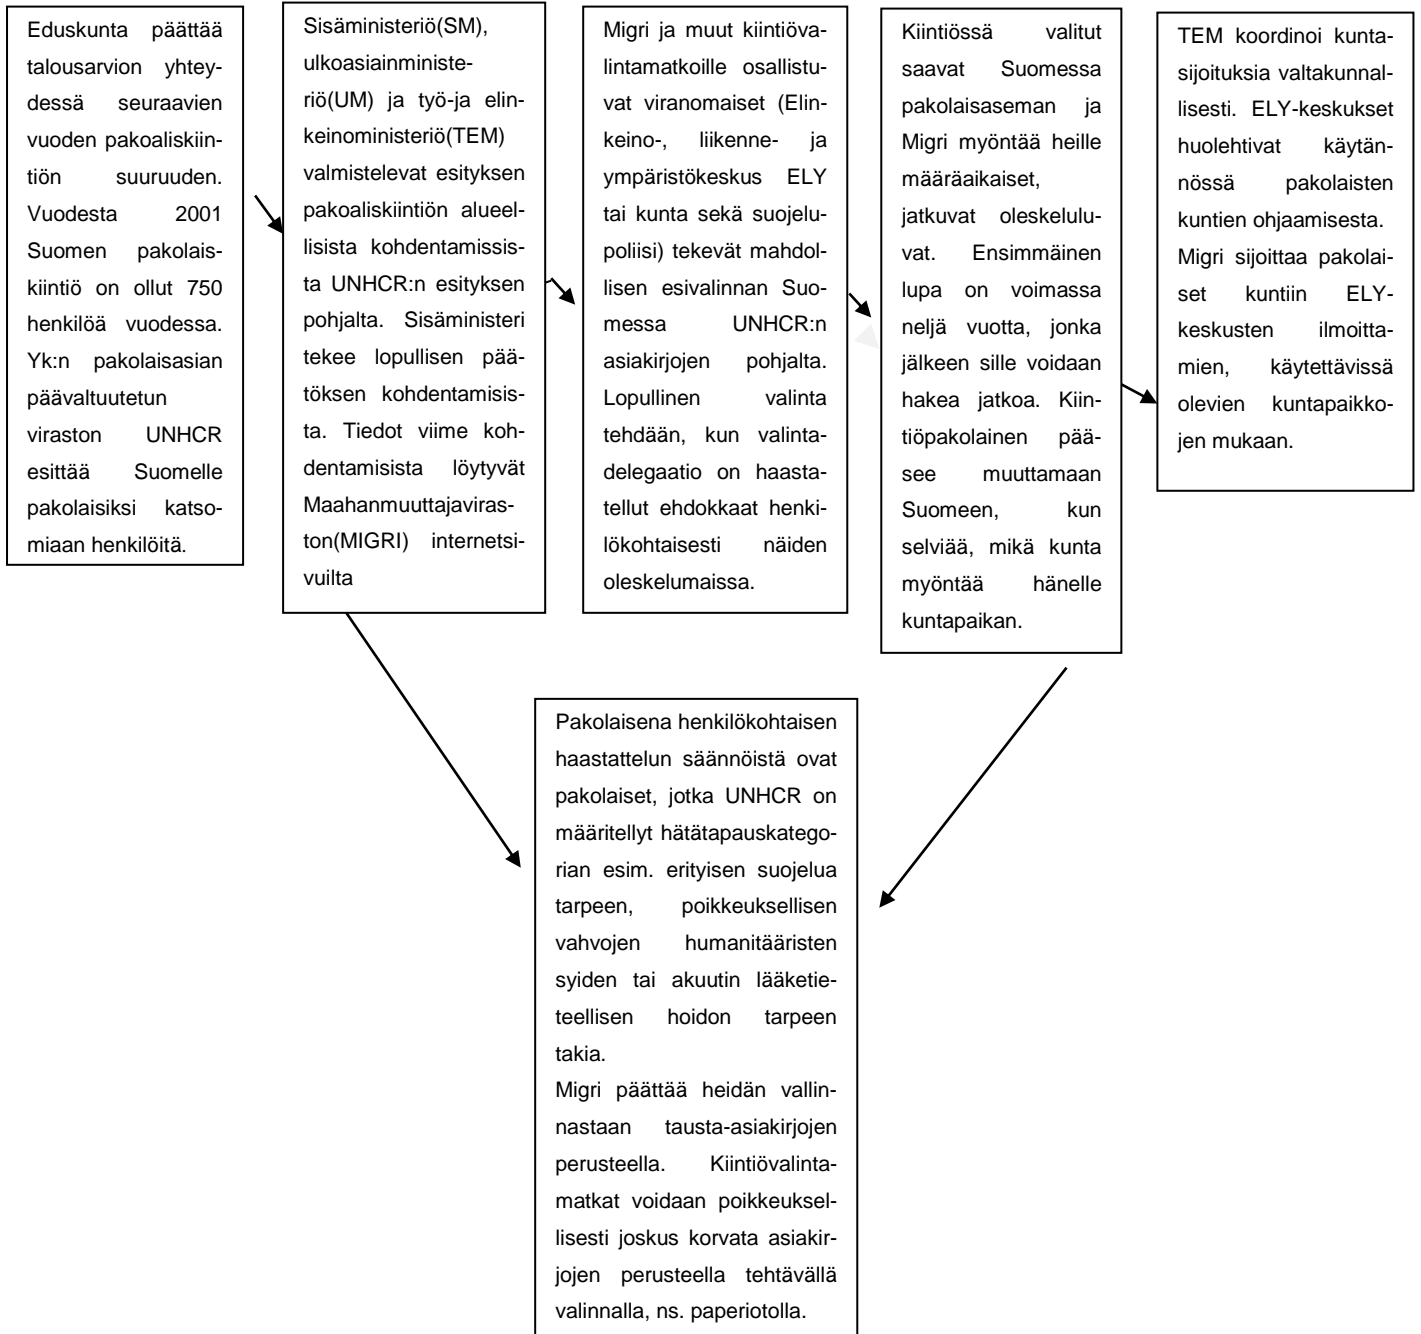 Eduskunta päättää
talousarvion yhtey-
dessä seuraavien
vuoden pakoaliskiin-
tiön suuruuden.
Vuodesta 2001
Suomen pakolais-
kiintiö on ollut 750
henkilöä vuodessa.
Yk:n pakolaisasian
päävaltuutetun
viraston UNHCR
esittää Suomelle
pakolaisiksi katso-
miaan henkilöitä.
Sisäministeriö(SM),
ulkoasiainministe-
riö(UM) ja työ-ja elin-
keinoministeriö(TEM)
valmistelevat esityksen
pakoaliskiintiön alueel-
lisista kohdentamissis-
ta UNHCR:n esityksen
pohjalta. Sisäministeri
tekee lopullisen pää-
töksen kohdentamisis-
ta. Tiedot viime koh-
dentamisista löytyvät
Maahanmuuttajaviras-
ton(MIGRI) internetsi-
vuilta
Migri ja muut kiintiöva-
lintamatkoille osallistu-
vat viranomaiset (Elin-
keino-, liikenne- ja
ympäristökeskus ELY
tai kunta sekä suojelu-
poliisi) tekevät mahdol-
lisen esivalinnan Suo-
messa UNHCR:n
asiakirjojen pohjalta.
Lopullinen valinta
tehdään, kun valinta-
delegaatio on haasta-
tellut ehdokkaat henki-
lökohtaisesti näiden
oleskelumaissa.
Kiintiössä valitut
saavat Suomessa
pakolaisaseman ja
Migri myöntää heille
määräaikaiset,
jatkuvat oleskelulu-
vat. Ensimmäinen
lupa on voimassa
neljä vuotta, jonka
jälkeen sille voidaan
hakea jatkoa. Kiin-
tiöpakolainen pää-
see muuttamaan
Suomeen, kun
selviää, mikä kunta
myöntää hänelle
kuntapaikan.
TEM koordinoi kunta-
sijoituksia valtakunnal-
lisesti. ELY-keskukset
huolehtivat käytän-
nössä pakolaisten
kuntien ohjaamisesta.
Migri sijoittaa pakolai-
set kuntiin ELY-
keskusten ilmoitta-
mien, käytettävissä
olevien kuntapaikko-
jen mukaan.
Pakolaisena henkilökohtaisen
haastattelun säännöistä ovat
pakolaiset, jotka UNHCR on
määritellyt hätätapauskatego-
rian esim. erityisen suojelua
tarpeen, poikkeuksellisen
vahvojen humanitääristen
syiden tai akuutin lääketie-
teellisen hoidon tarpeen
takia.
Migri päättää heidän vallin-
nastaan tausta-asiakirjojen
perusteella. Kiintiövalinta-
matkat voidaan poikkeuksel-
lisesti joskus korvata asiakir-
jojen perusteella tehtävällä
valinnalla, ns. paperiotolla.